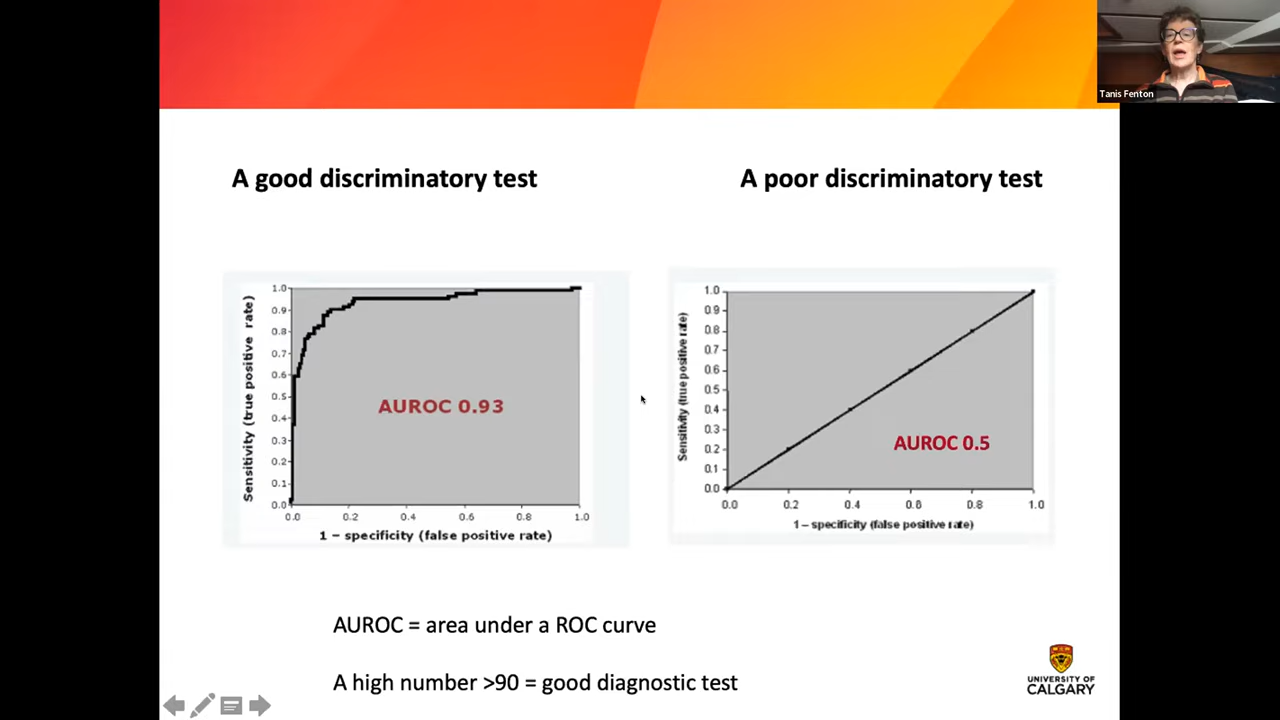 Tanis Fenton
A good discriminatory test
A poor discriminatory test
Sensitivity (true positive rate)
1.0
0.9
0.8
0.7
0.6
0.5
0.4
0.3
0.2
0.1
0.0
AUROC 0.93
0.0 0.2 0.4 0.6 0.8 1.0
1 – specificity (false positive rate)
Sensitivity (true positive rate)
1.0
0.9
0.8
0.7
0.6
0.5
0.4
0.3
0.2
0.1
0.0
AUROC 0.5
0.0 0.2 0.4 0.6 0.8 1.0
1 – specificity (false positive rate)
AUROC = area under a ROC curve
A high number >90 = good diagnostic test
UNIVERSITY OF
CALGARY